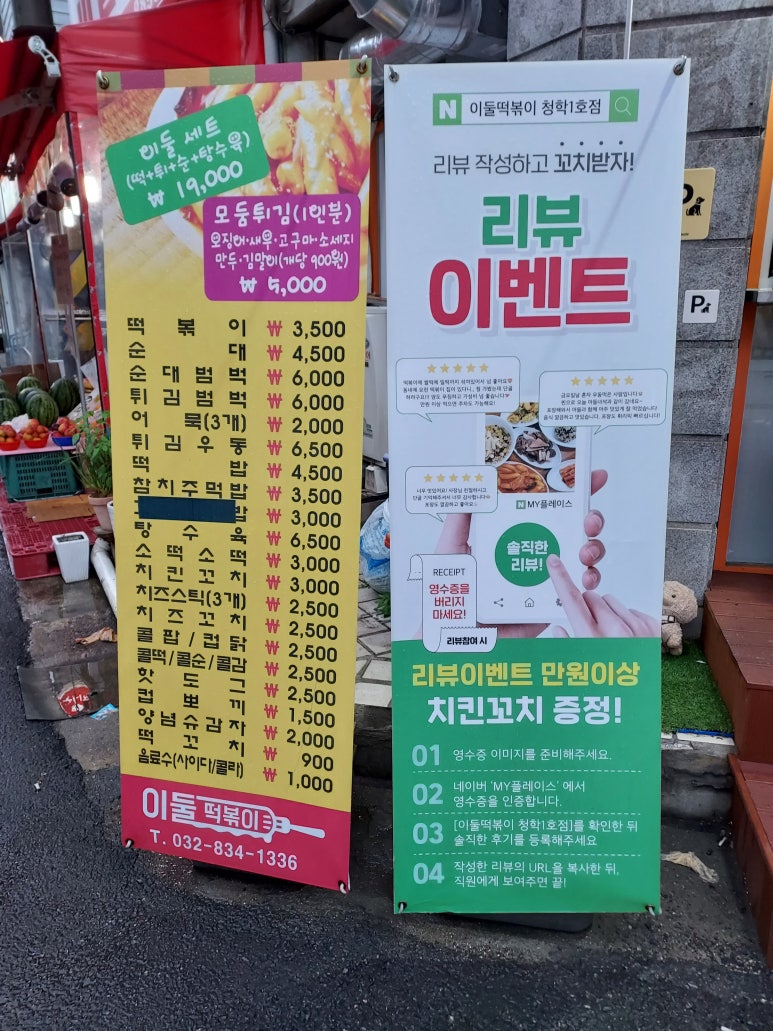 이둘 세트
(떡+튀+순+탕수육)
₩ 19,000
모둠튀김(1인분)
오징어·새우·고구마·소세지
만두·김말이(개당 900원)
₩ 5,000
떡볶이 ₩ 3,500
순대 ₩ 4,500
순대범벅 ₩ 6,000
튀김범벅 ₩ 6,000
어묵(3개) ₩ 2,000
튀김우동 ₩ 6,500
떡밥 ₩ 4,500
참치주먹밥 ₩ 3,500
밥 ₩ 3,000
탕수육 ₩ 6,500
소떡소떡 ₩ 3,000
치킨꼬치 ₩ 3,000
치즈스틱(3개) ₩ 2,500
치즈꼬치 ₩ 2,500
콜팝/컵닭 ₩ 2,500
콜떡/콜순/콜감 ₩ 2,500
핫도그 ₩ 2,500
컵뽀끼 ₩ 1,500
양념슈감자 ₩ 2,000
떡꼬치 ₩ 900
음료수(사이다/콜라) ₩ 1,000
이둘 떡볶이
T. 032-834-1336
N 이둘떡볶이 청학1호점
리뷰 작성하고 꼬치받자!
리뷰
이벤트
N MY플레이스
솔직한
리뷰!
RECEIPT
영수증을
버리지
마세요!
리뷰참여 시
리뷰이벤트 만원이상
치킨꼬치 증정!
01 영수증 이미지를 준비해주세요.
02 네이버 'MY플레이스' 에서
영수증을 인증합니다.
03 [이둘떡볶이 청학1호점]를 확인한 뒤
솔직한 후기를 등록해주세요
04 작성한 리뷰의 URL을 복사한 뒤,
직원에게 보여주면 끝!
P
P